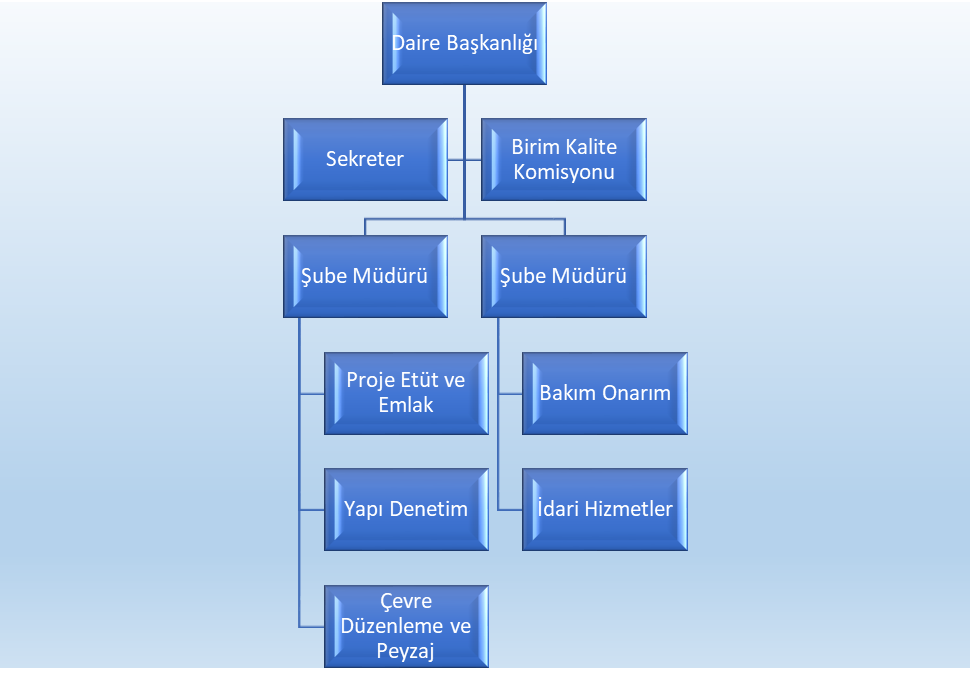 Daire Başkanlığı
Sekreter
Birim Kalite
Komisyonu
Şube Müdürü
Şube Müdürü
Proje Etüt ve
Emlak
Bakım Onarım
Yapı Denetim
İdari Hizmetler
Çevre
Düzenleme ve
Peyzaj